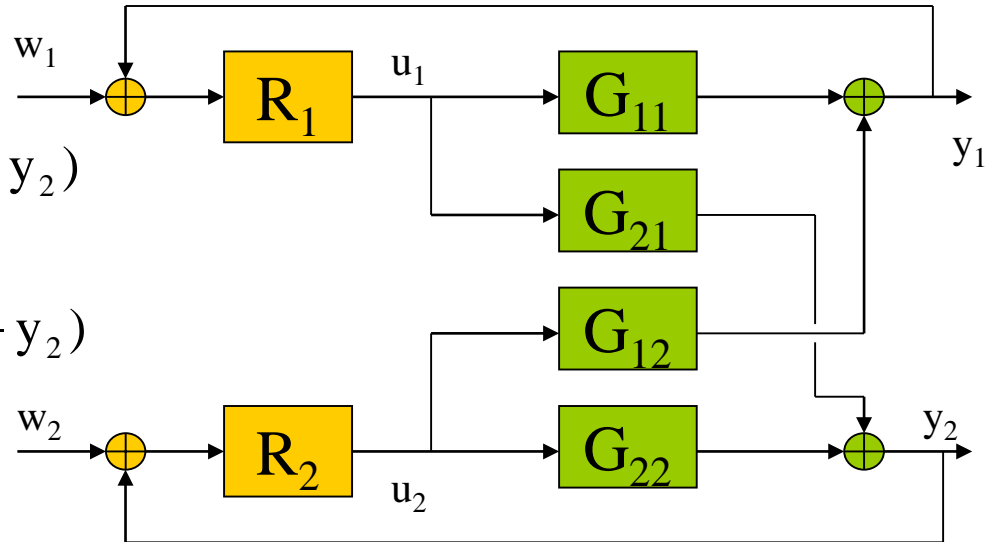 w₁
R₁
u₁
G₁₁
y₁
y₂)
G₂₁
- y₂)
G₁₂
w₂
R₂
u₂
G₂₂
y₂